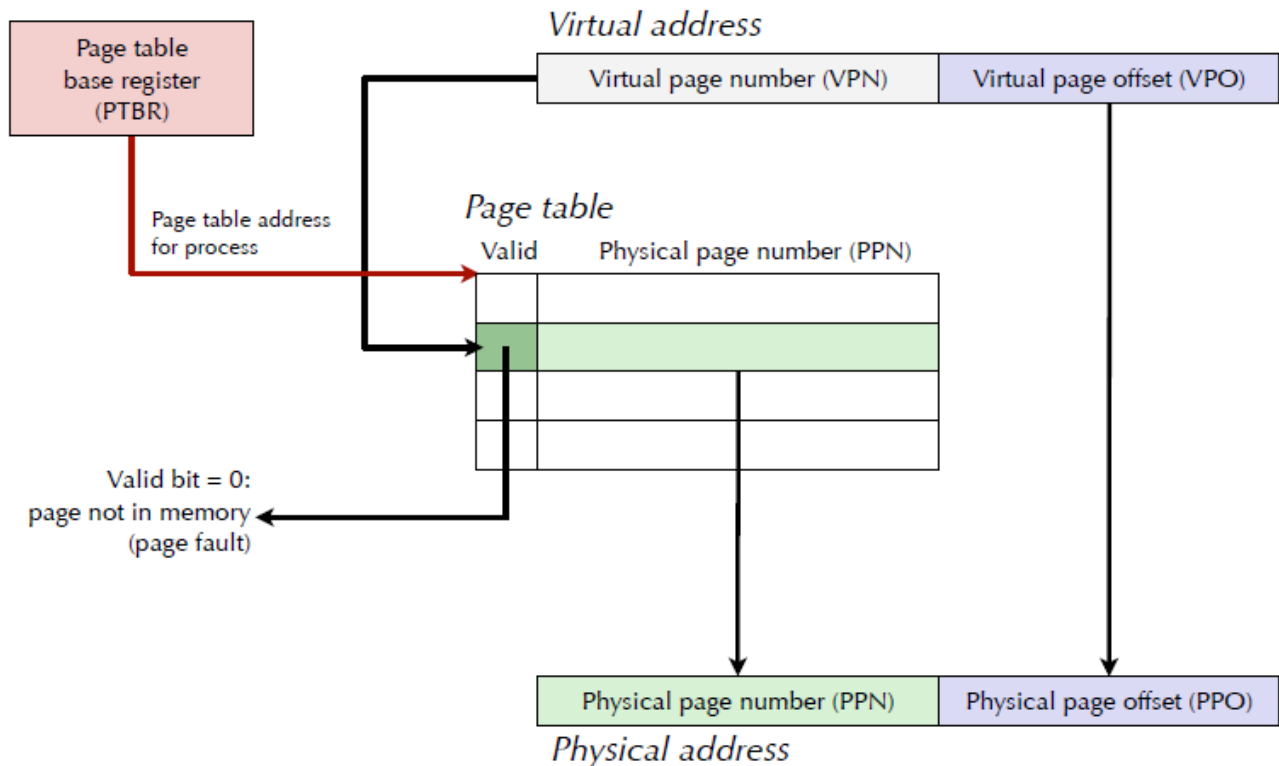 Virtual address
Page table
base register
(PTBR)
Virtual page number (VPN)
Virtual page offset (VPO)
Page table address
for process
Page table
Valid
Physical page number (PPN)
Valid bit = 0:
page not in memory
(page fault)
Physical page number (PPN)
Physical page offset (PPO)
Physical address